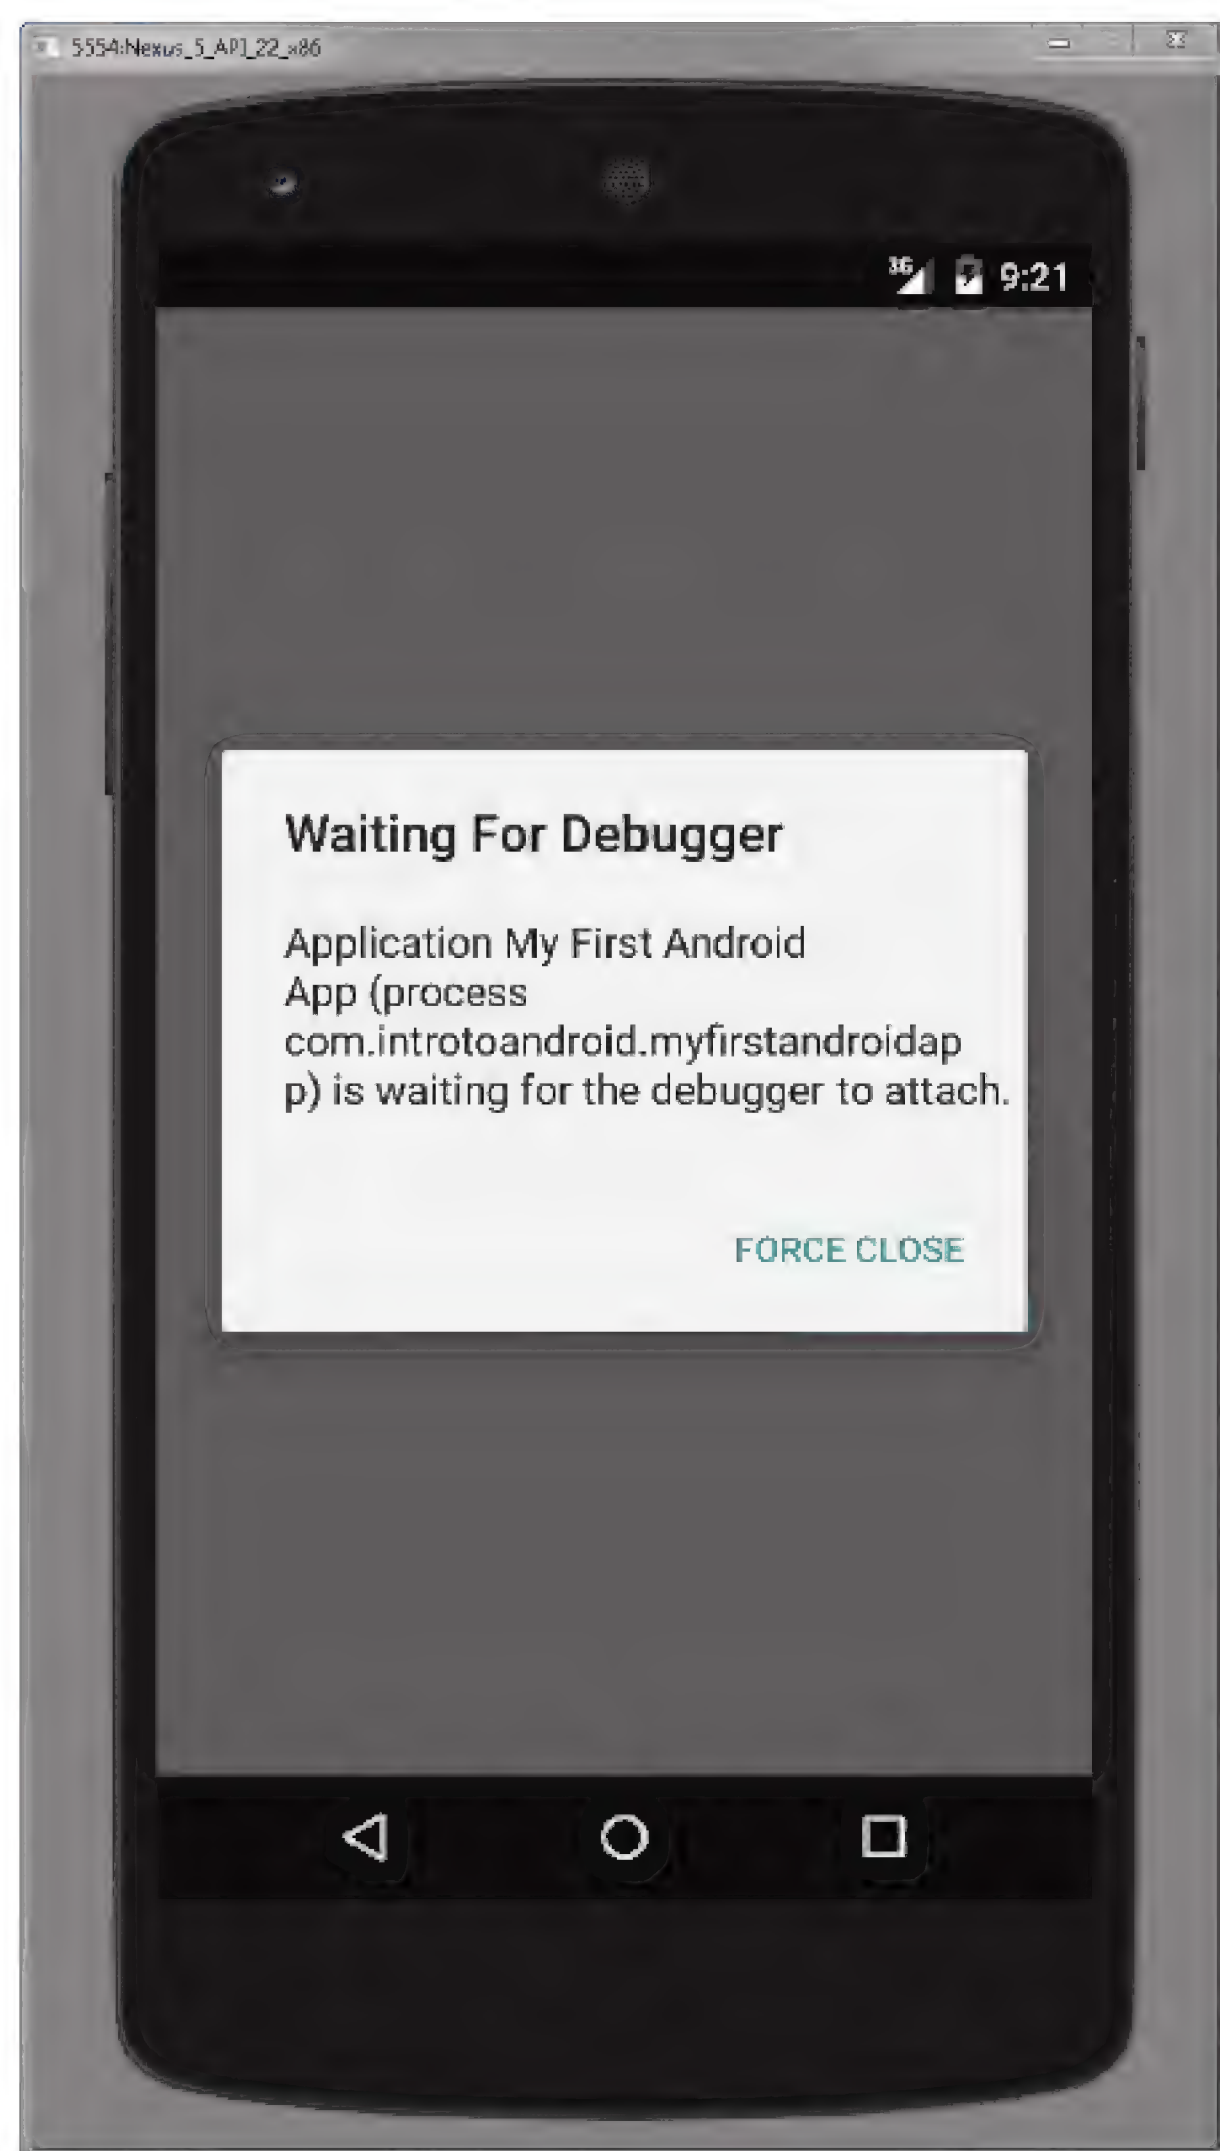 5554:Nexus_5_API_22_x86
3G 9:21
Waiting For Debugger
Application My First Android
App (process
com.introtoandroid.myfirstandroidap
p) is waiting for the debugger to attach.
FORCE CLOSE